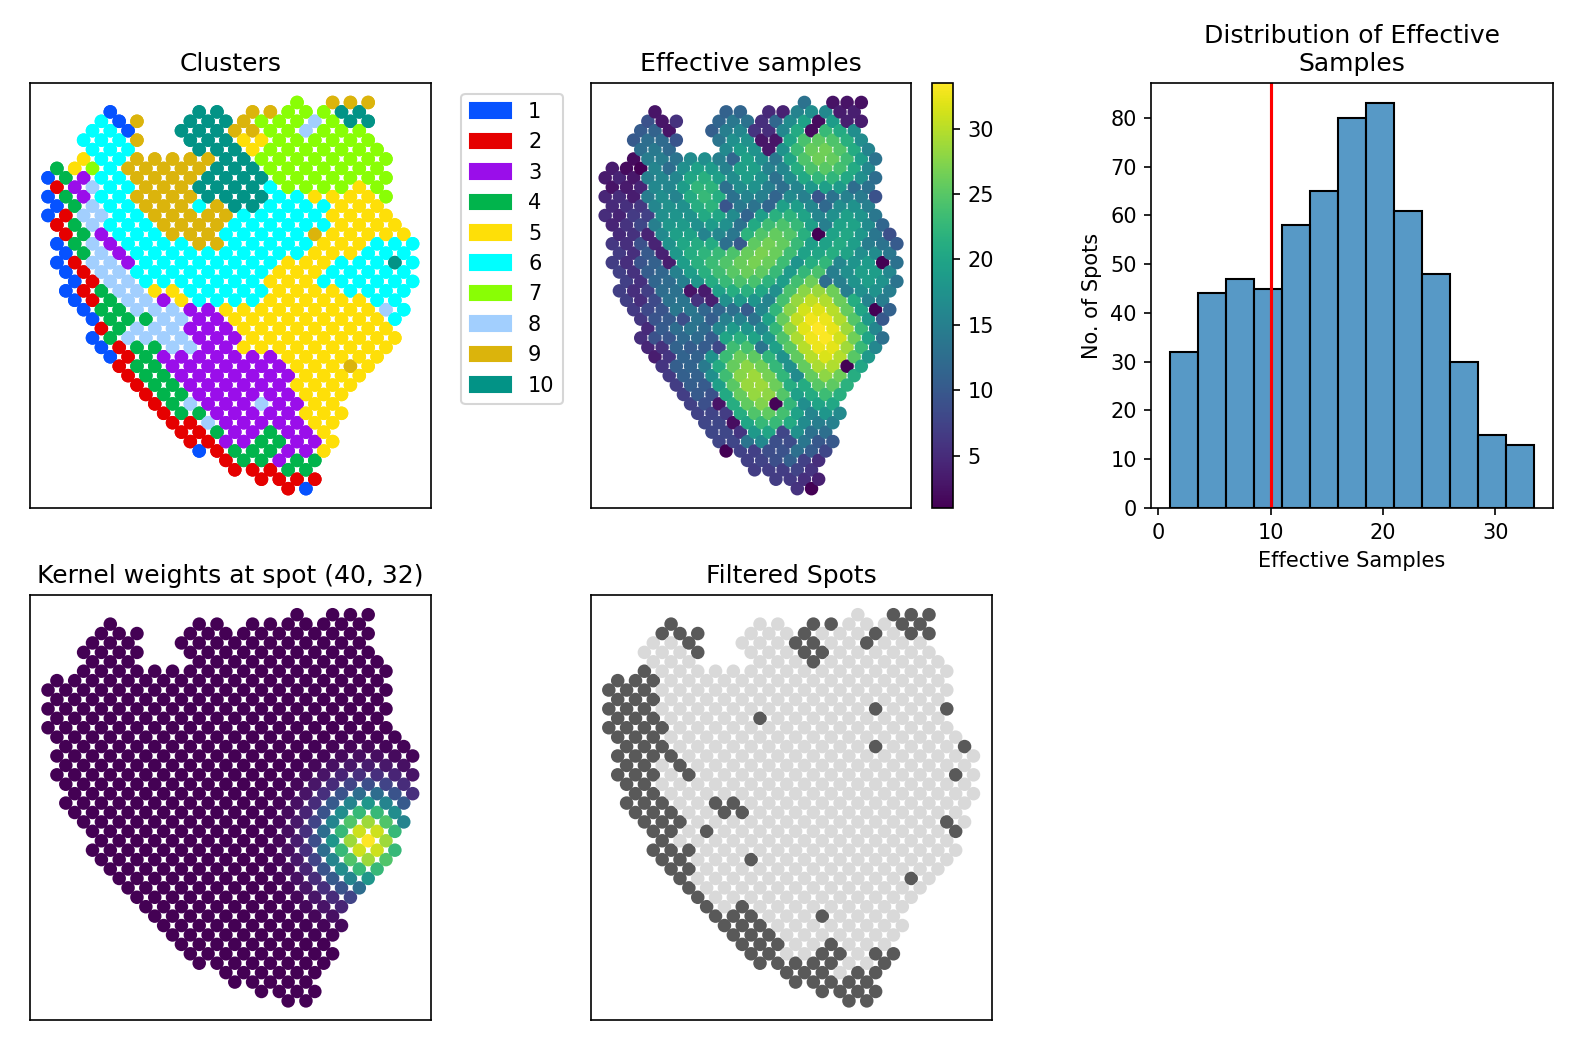 Clusters
1
2
3
4
5
6
7
8
9
10
Effective samples
30
25
20
15
10
5
Distribution of Effective
Samples
No. of Spots
80
70
60
50
40
30
20
10
0
0 10 20 30
Effective Samples
Kernel weights at spot (40, 32)
Filtered Spots